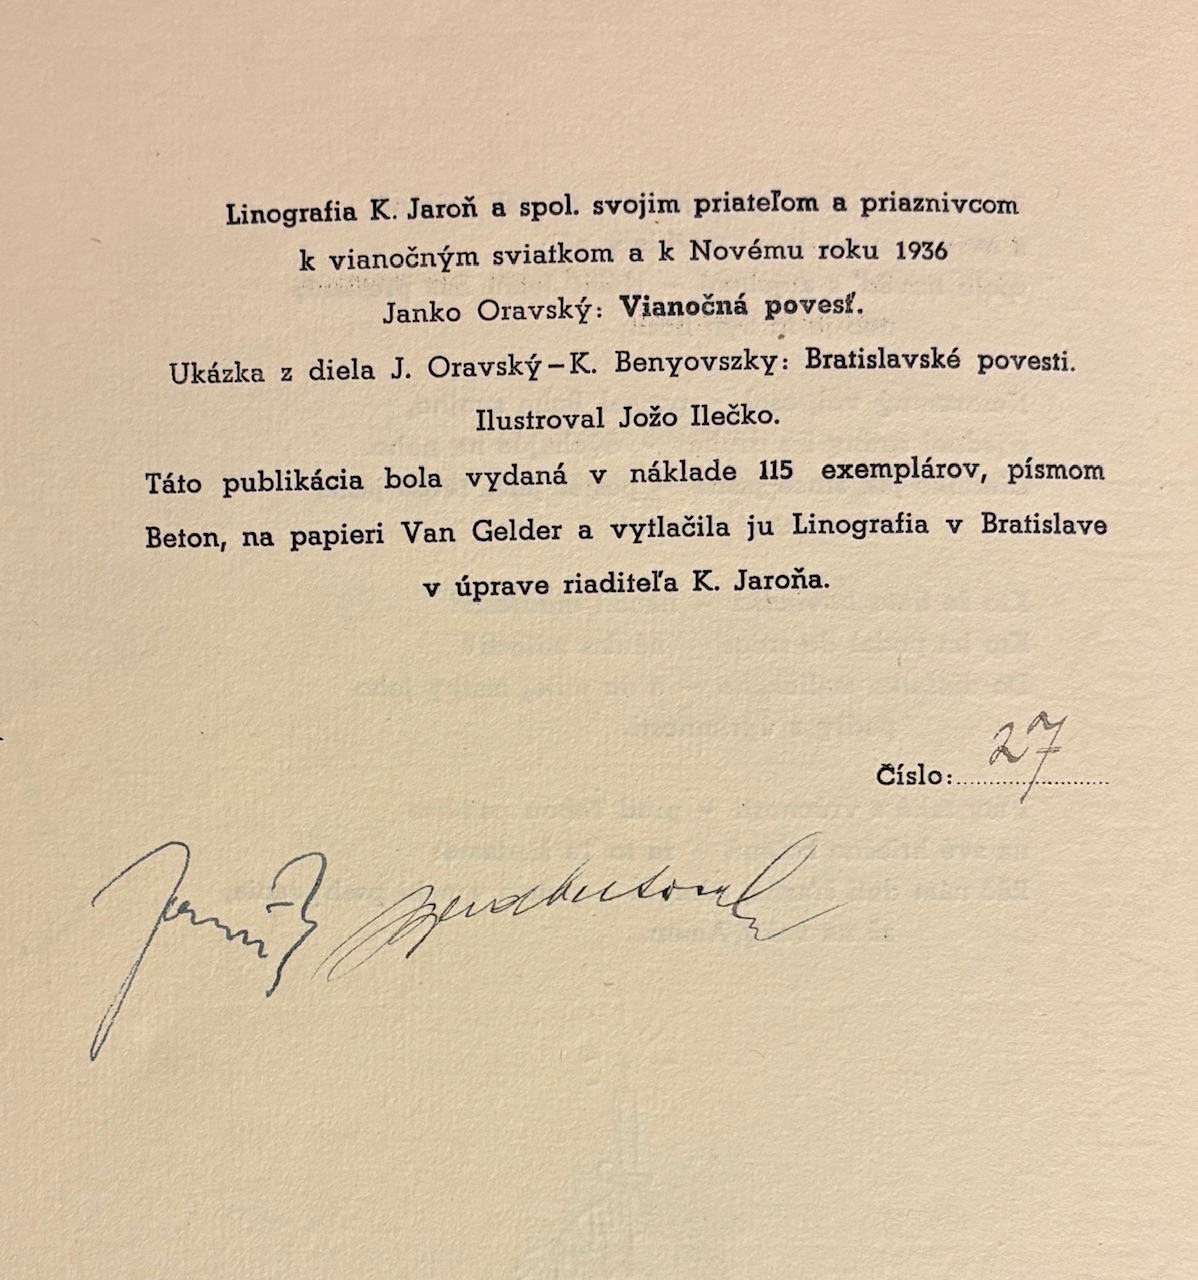 Linografia K. Jaroň a spol. svojim priateľom a priaznivcom
k vianočným sviatkom a k Novému roku 1936
Janko Oravský: Vianočná povesť.
Ukázka z diela J. Oravský–K. Benyovszky: Bratislavské povesti.
Ilustroval Jožo Ilečko.
Táto publikácia bola vydaná v náklade 115 exemplárov, písmom
Beton, na papieri Van Gelder a vytlačila ju Linografia v Bratislave
v úprave riaditeľa K. Jaroňa.
Číslo: 27